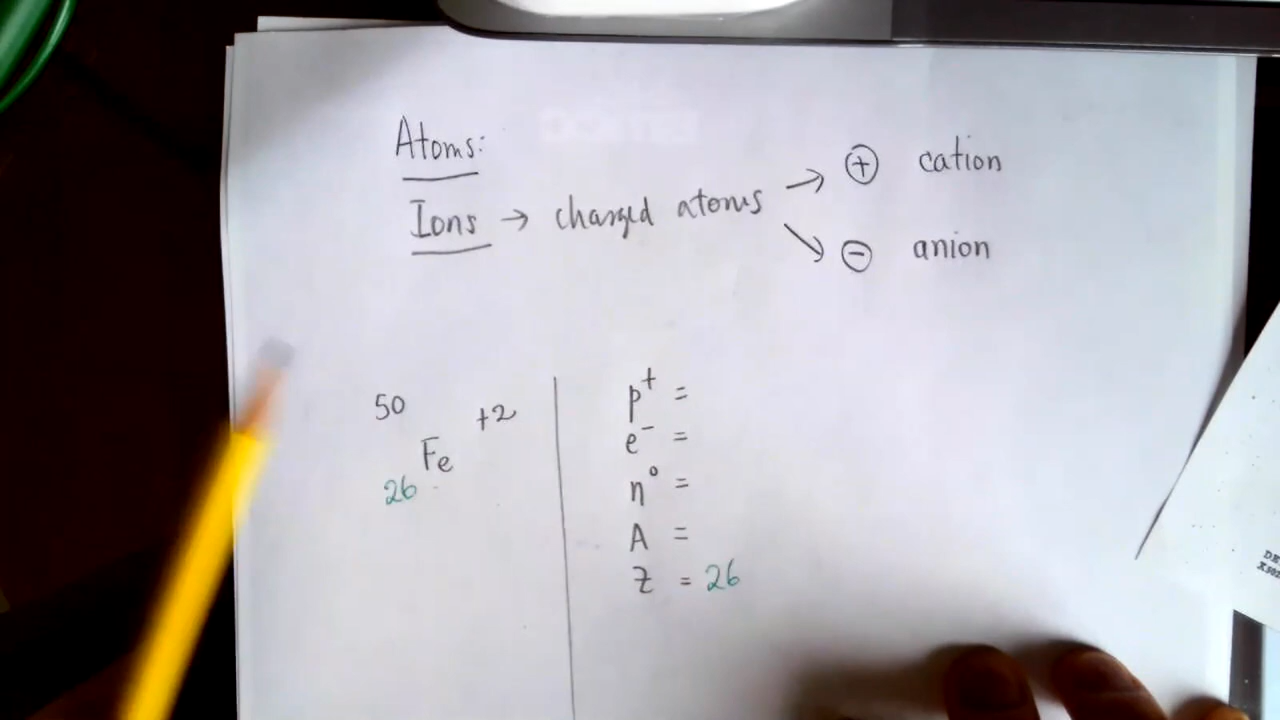 Atoms:
Ions → charged atoms
→ ⊕ cation
↘ ⊖ anion
50
Fe +2
26
p+ =
e- =
n° =
A =
Z = 26